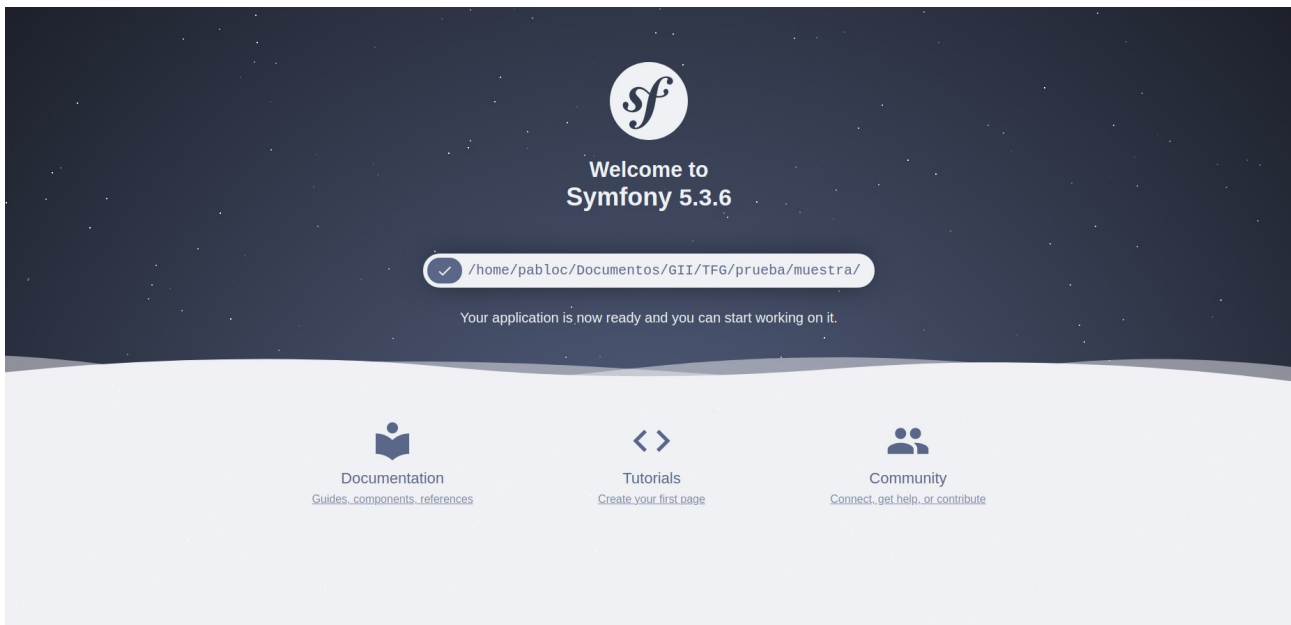 sf
Welcome to
Symfony 5.3.6
/home/pabloc/Documentos/GII/TFG/prueba/muestra/
Your application is now ready and you can start working on it.
Documentation
Guides, components, references
Tutorials
Create your first page
Community
Connect, get help, or contribute